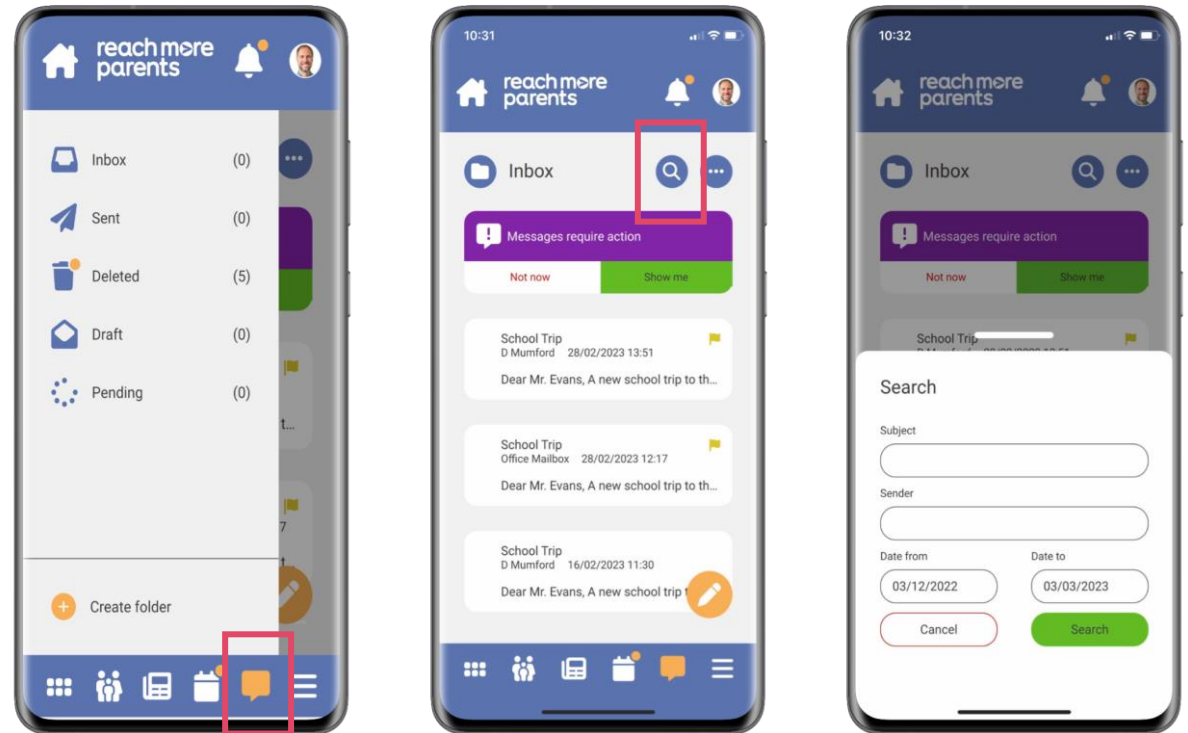 reach more
parents
Inbox (0)
Sent (0)
Deleted (5)
Draft (0)
Pending (0)
t...
7
t
Create folder
10:31
reach more
parents
Inbox
Messages require action
Not now Show me
School Trip
D Mumford 28/02/2023 13:51
Dear Mr. Evans, A new school trip to th...
School Trip
Office Mailbox 28/02/2023 12:17
Dear Mr. Evans, A new school trip to th...
School Trip
D Mumford 16/02/2023 11:30
Dear Mr. Evans, A new school trip
10:32
reach more
parents
Inbox
Messages require action
Not now Show me
School Trip
Search
Subject
Sender
Date from Date to
03/12/2022 03/03/2023
Cancel Search